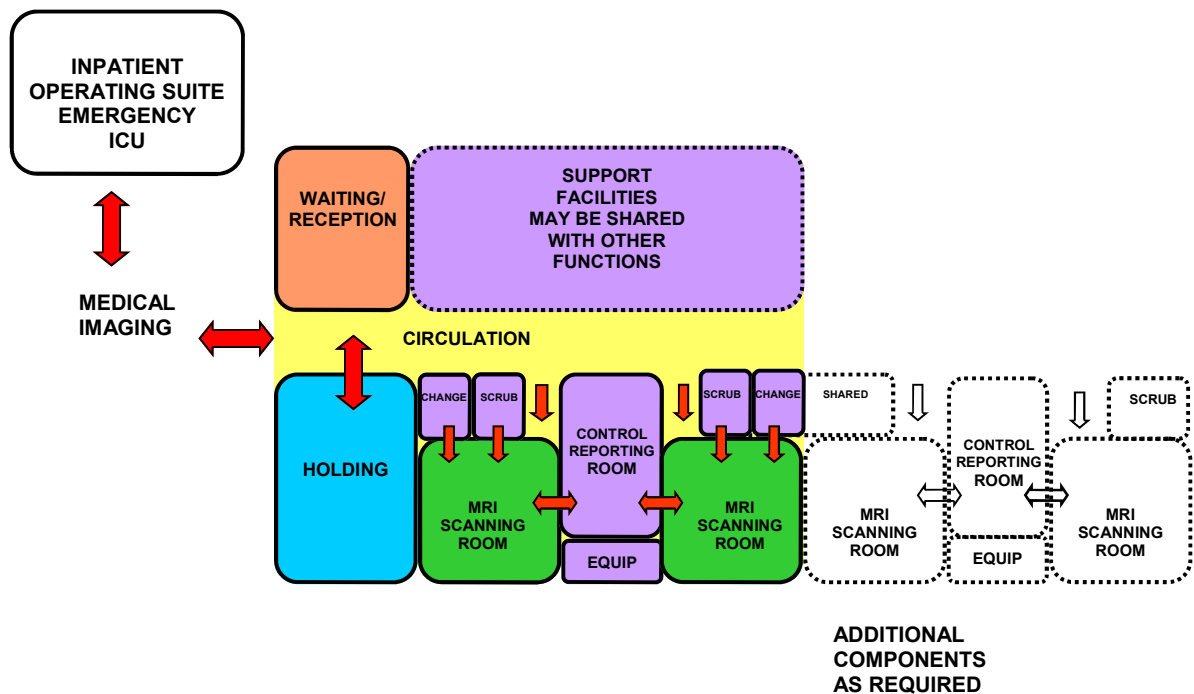 INPATIENT
OPERATING SUITE
EMERGENCY
ICU
WAITING/
RECEPTION
SUPPORT
FACILITIES
MAY BE SHARED
WITH OTHER
FUNCTIONS
MEDICAL
IMAGING
CIRCULATION
HOLDING
CHANGE
SCRUB
CONTROL
REPORTING
ROOM
SCRUB
CHANGE
SHARED
CONTROL
REPORTING
ROOM
SCRUB
MRI
SCANNING
ROOM
EQUIP
MRI
SCANNING
ROOM
MRI
SCANNING
ROOM
EQUIP
MRI
SCANNING
ROOM
ADDITIONAL
COMPONENTS
AS REQUIRED